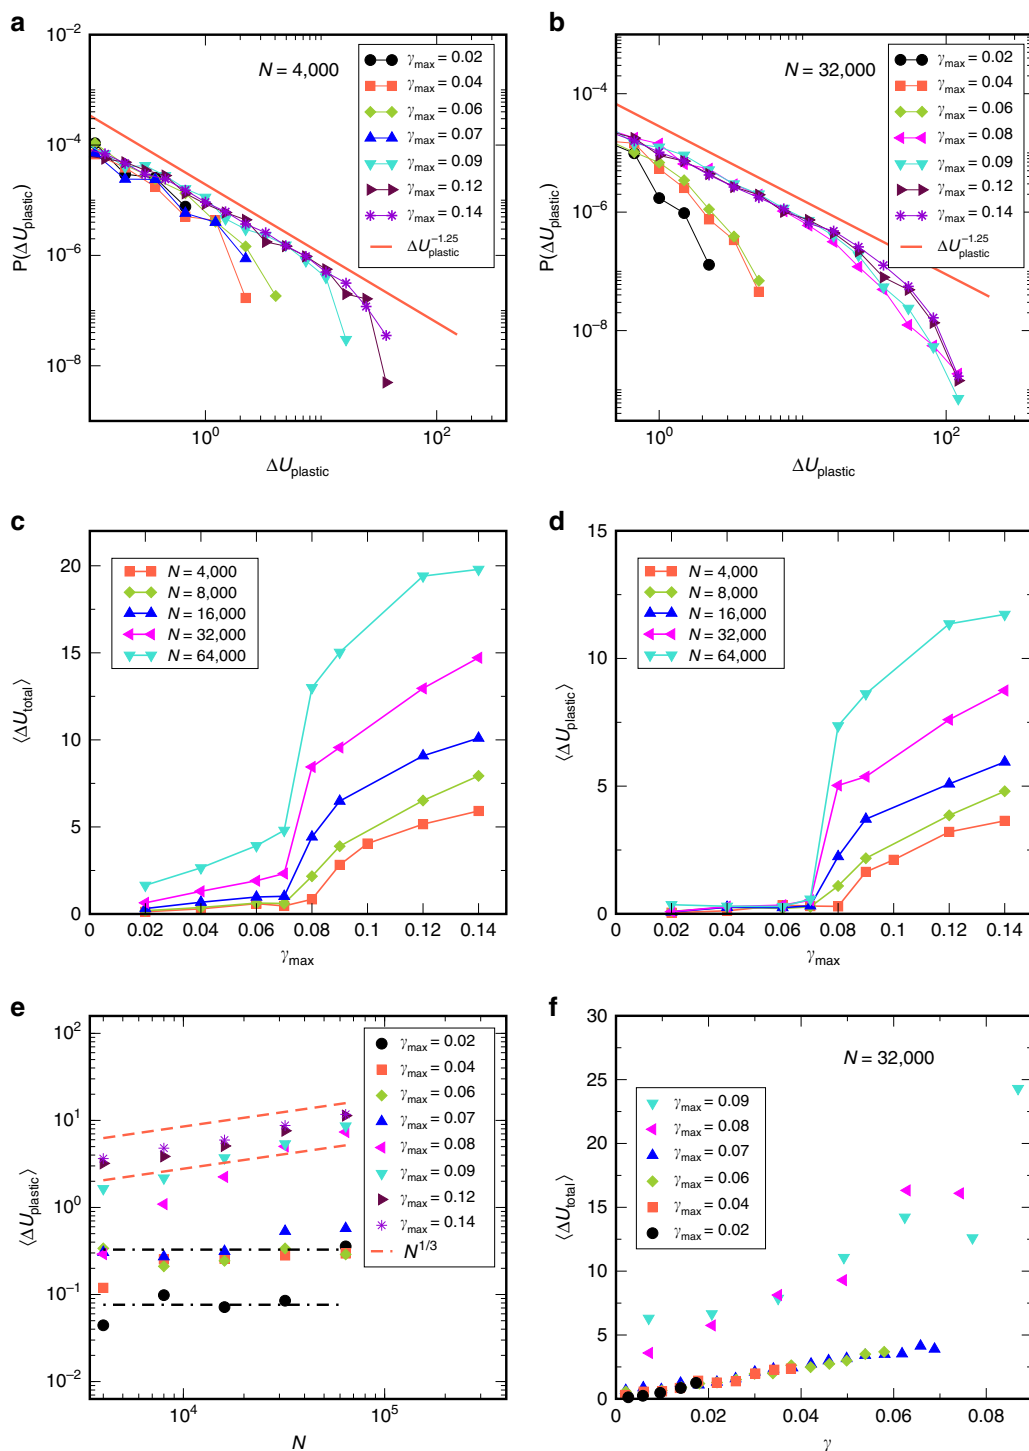 a
N = 4,000
γmax = 0.02
γmax = 0.04
γmax = 0.06
γmax = 0.07
γmax = 0.09
γmax = 0.12
γmax = 0.14
ΔU plastic^−1.25
10^−2
10^−4
10^−6
10^−8
P(ΔUplastic)
10^0
10^2
ΔUplastic
b
N = 32,000
γmax = 0.02
γmax = 0.04
γmax = 0.06
γmax = 0.08
γmax = 0.09
γmax = 0.12
γmax = 0.14
ΔU plastic^−1.25
10^−4
10^−6
10^−8
P(ΔUplastic)
10^0
10^2
ΔUplastic
c
N = 4,000
N = 8,000
N = 16,000
N = 32,000
N = 64,000
20
15
10
5
0
⟨ΔUtotal⟩
0 0.02 0.04 0.06 0.08 0.1 0.12 0.14
γmax
d
N = 4,000
N = 8,000
N = 16,000
N = 32,000
N = 64,000
15
10
5
0
⟨ΔUplastic⟩
0 0.02 0.04 0.06 0.08 0.1 0.12 0.14
γmax
e
γmax = 0.02
γmax = 0.04
γmax = 0.06
γmax = 0.07
γmax = 0.08
γmax = 0.09
γmax = 0.12
γmax = 0.14
N^1/3
10^2
10^1
10^0
10^−1
10^−2
⟨ΔUplastic⟩
10^4
10^5
N
f
N = 32,000
γmax = 0.09
γmax = 0.08
γmax = 0.07
γmax = 0.06
γmax = 0.04
γmax = 0.02
30
25
20
15
10
5
0
⟨ΔUtotal⟩
0 0.02 0.04 0.06 0.08
γ